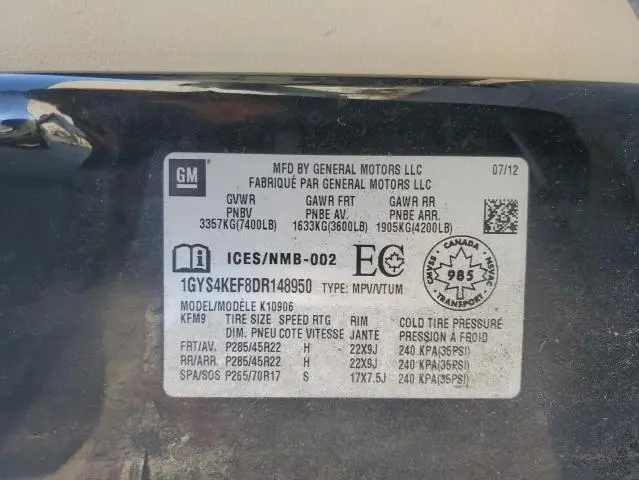 GM
MFD BY GENERAL MOTORS LLC 07/12
FABRIQUÉ PAR GENERAL MOTORS LLC
GVWR GAWR FRT GAWR RR
PNBV PNBE AV. PNBE ARR.
3357KG(7400LB) 1633KG(3600LB) 1905KG(4200LB)
ICES/NMB-002 EC
CANADA
CMVSS 985 NSVAC
TRANSPORT
1GYS4KEF8DR148950 TYPE: MPV/VTUM
MODEL/MODÈLE K10906
KFM9 TIRE SIZE SPEED RTG RIM COLD TIRE PRESSURE
DIM. PNEU COTE VITESSE JANTE PRESSION À FROID
FRT/AV. P285/45R22 H 22X9J 240 KPA(35PSI)
RR/ARR. P285/45R22 H 22X9J 240 KPA(35PSI)
SPA/SOS P265/70R17 S 17X7.5J 240 KPA(35PSI)